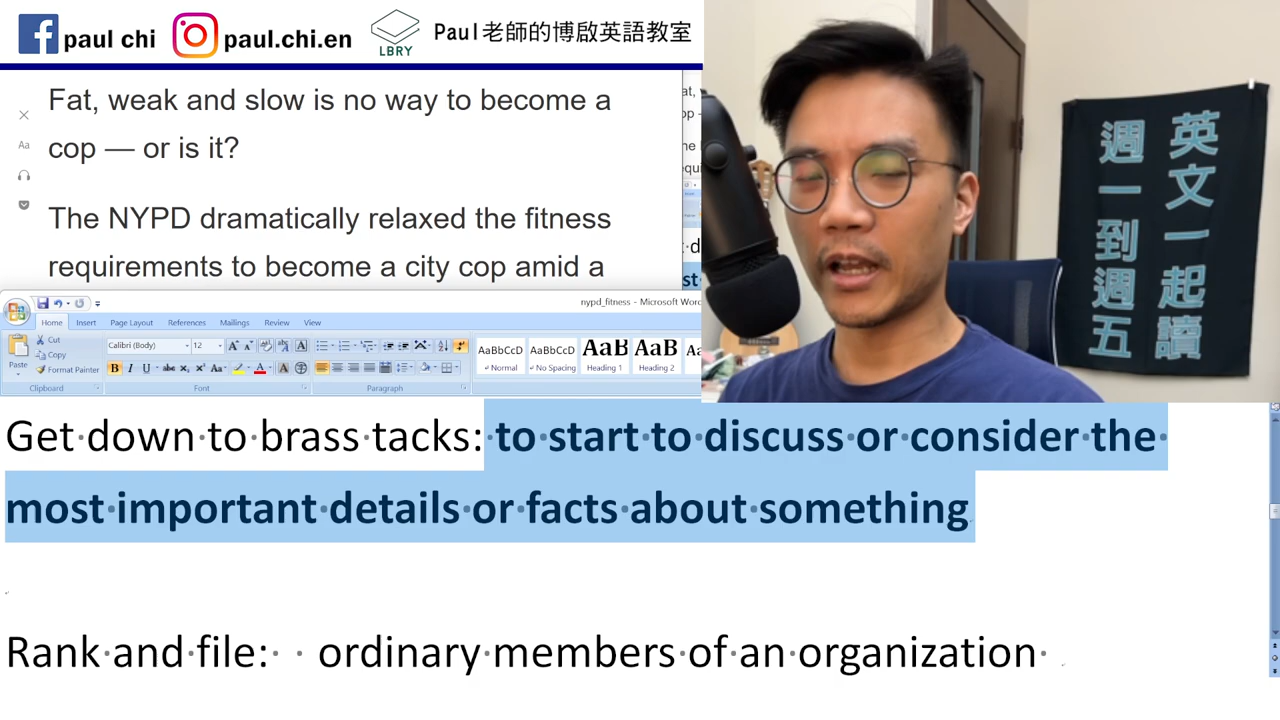 paul chi
paul.chi.en
LBRY
Paul老師的博啟英語教室
Fat, weak and slow is no way to become a
cop — or is it?
The NYPD dramatically relaxed the fitness
requirements to become a city cop amid a
Aa
nypd_fitness - Microsoft Word
Home Insert Page Layout References Mailings Review View
Paste
Cut
Copy
Format Painter
Clipboard
Calibri (Body) 12
Font
Paragraph
AaBbCcD AaBbCcD AaBb AaB
Normal No Spacing Heading 1 Heading 2
Get down to brass tacks: to start to discuss or consider the
most important details or facts about something
Rank and file: ordinary members of an organization
英文一起讀
週一到週五